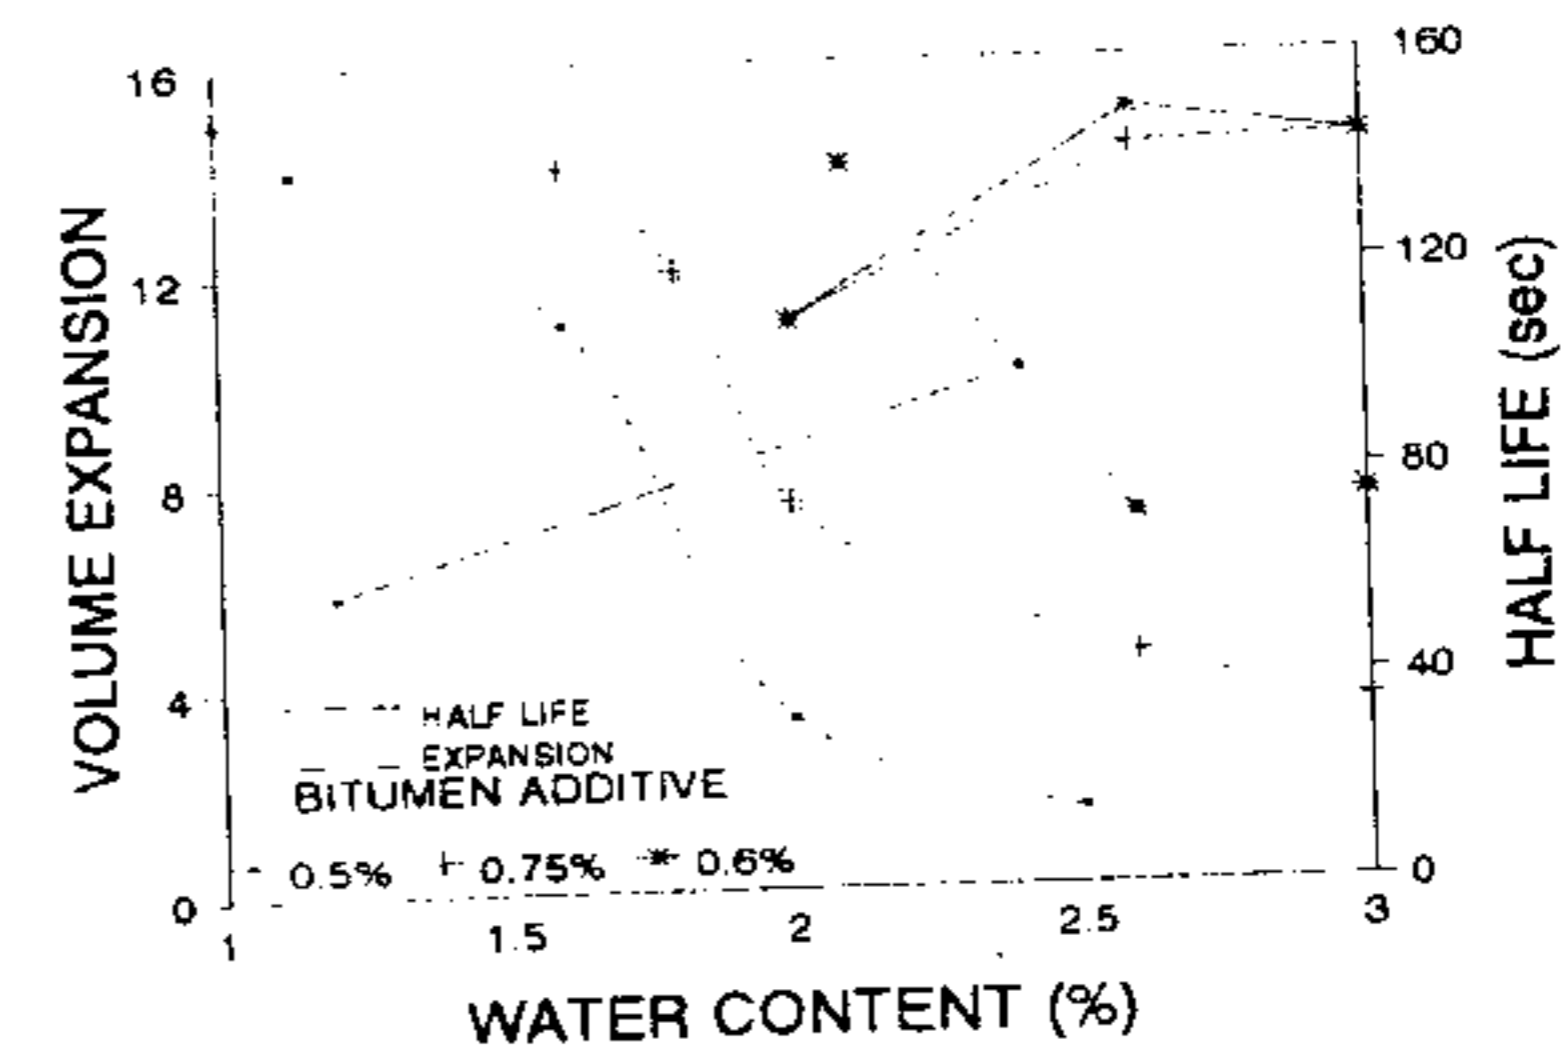 160
16
120
12
80
8
40
4
0
0
VOLUME EXPANSION
HALF LIFE (sec)
HALF LIFE
EXPANSION
BITUMEN ADDITIVE
0.5% 0.75% 0.6%
1 1.5 2 2.5 3
WATER CONTENT (%)